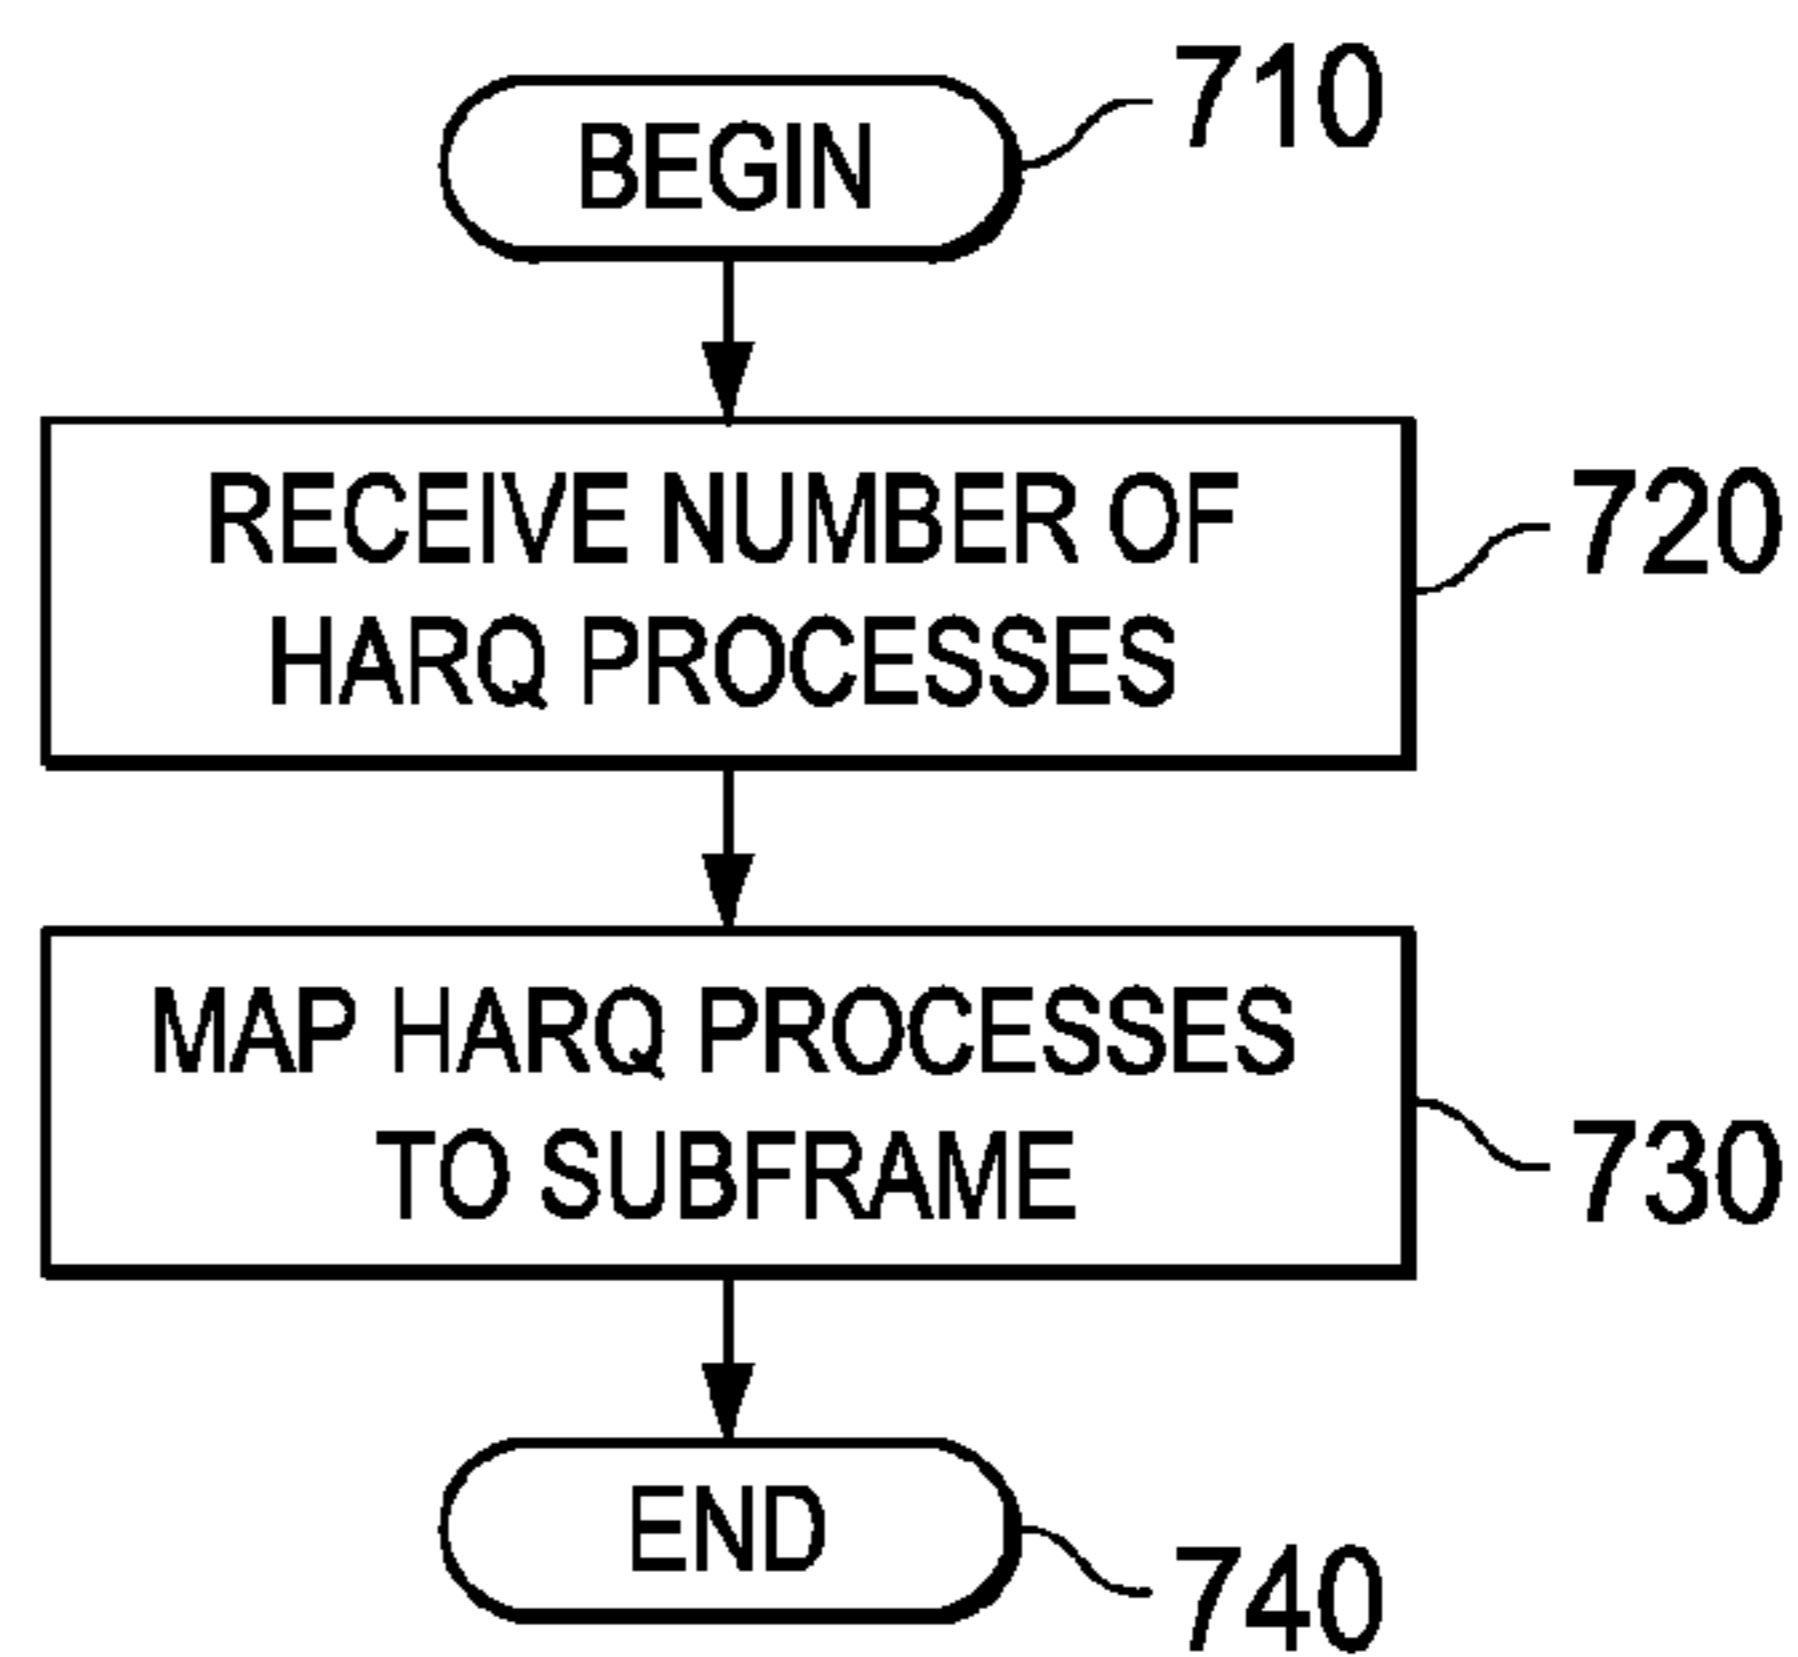 BEGIN
710
RECEIVE NUMBER OF
HARQ PROCESSES
720
MAP HARQ PROCESSES
TO SUBFRAME
730
END
740